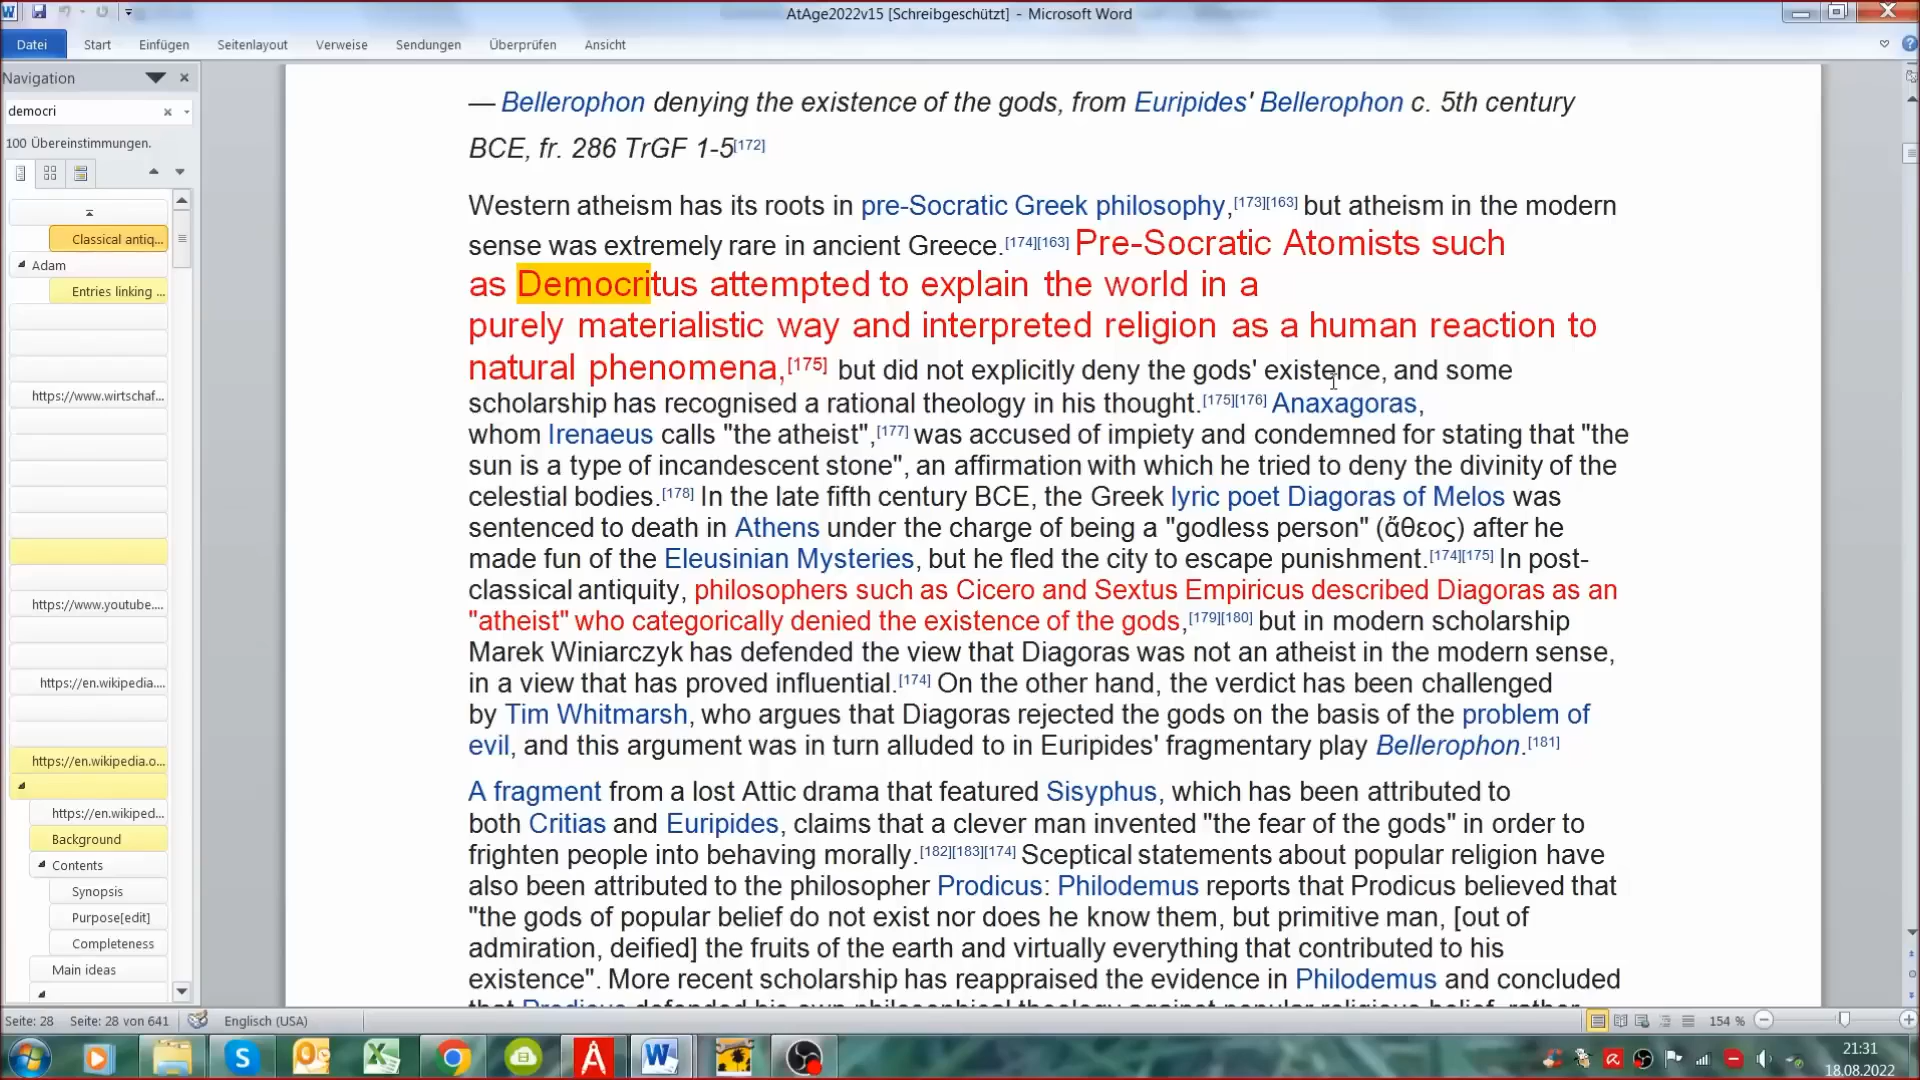 AtAge2022v15 [Schreibgeschützt] - Microsoft Word
Datei Start Einfügen Seitenlayout Verweise Sendungen Überprüfen Ansicht
Navigation
democri
100 Übereinstimmungen.
Classical antiq...
Adam
Entries linking ...
https://www.wirtschaf...
https://www.youtube....
https://en.wikipedia....
https://en.wikipedia.o...
https://en.wikiped...
Background
Contents
Synopsis
Purpose[edit]
Completeness
Main ideas
— Bellerophon denying the existence of the gods, from Euripides' Bellerophon c. 5th century
BCE, fr. 286 TrGF 1-5[172]
Western atheism has its roots in pre-Socratic Greek philosophy,[173][163] but atheism in the modern
sense was extremely rare in ancient Greece.[174][163] Pre-Socratic Atomists such
as Democritus attempted to explain the world in a
purely materialistic way and interpreted religion as a human reaction to
natural phenomena,[175] but did not explicitly deny the gods' existence, and some
scholarship has recognised a rational theology in his thought.[175][176] Anaxagoras,
whom Irenaeus calls "the atheist",[177] was accused of impiety and condemned for stating that "the
sun is a type of incandescent stone", an affirmation with which he tried to deny the divinity of the
celestial bodies.[178] In the late fifth century BCE, the Greek lyric poet Diagoras of Melos was
sentenced to death in Athens under the charge of being a "godless person" (ἄθεος) after he
made fun of the Eleusinian Mysteries, but he fled the city to escape punishment.[174][175] In post-
classical antiquity, philosophers such as Cicero and Sextus Empiricus described Diagoras as an
"atheist" who categorically denied the existence of the gods,[179][180] but in modern scholarship
Marek Winiarczyk has defended the view that Diagoras was not an atheist in the modern sense,
in a view that has proved influential.[174] On the other hand, the verdict has been challenged
by Tim Whitmarsh, who argues that Diagoras rejected the gods on the basis of the problem of
evil, and this argument was in turn alluded to in Euripides' fragmentary play Bellerophon.[181]
A fragment from a lost Attic drama that featured Sisyphus, which has been attributed to
both Critias and Euripides, claims that a clever man invented "the fear of the gods" in order to
frighten people into behaving morally.[182][183][174] Sceptical statements about popular religion have
also been attributed to the philosopher Prodicus: Philodemus reports that Prodicus believed that
"the gods of popular belief do not exist nor does he know them, but primitive man, [out of
admiration, deified] the fruits of the earth and virtually everything that contributed to his
existence". More recent scholarship has reappraised the evidence in Philodemus and concluded
that Prodicus defended his own philosophical theology against popular religious belief, rather
Seite: 28 Seite: 28 von 641 Englisch (USA) 154 %
21:31
18.08.2022